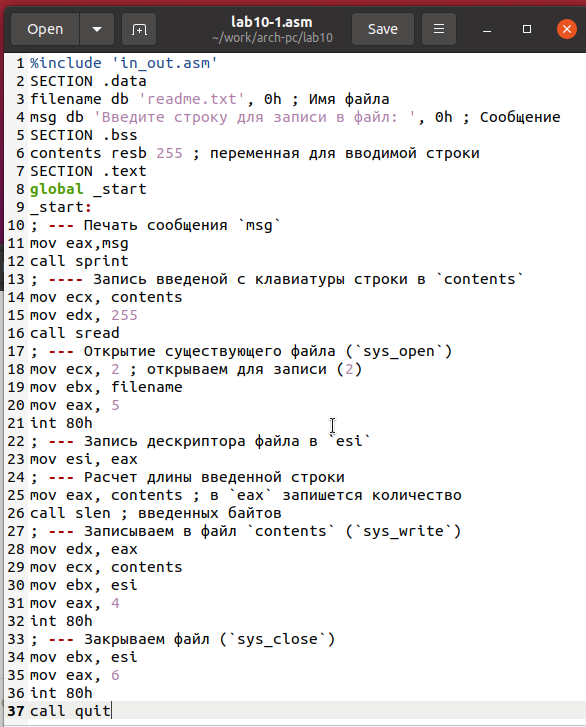 Open
lab10-1.asm
~/work/arch-pc/lab10
Save
1 %include 'in_out.asm'
2 SECTION .data
3 filename db 'readme.txt', 0h ; Имя файла
4 msg db 'Введите строку для записи в файл: ', 0h ; Сообщение
5 SECTION .bss
6 contents resb 255 ; переменная для вводимой строки
7 SECTION .text
8 global _start
9 _start:
10 ; --- Печать сообщения `msg`
11 mov eax,msg
12 call sprint
13 ; ---- Запись введеной с клавиатуры строки в `contents`
14 mov ecx, contents
15 mov edx, 255
16 call sread
17 ; --- Открытие существующего файла (`sys_open`)
18 mov ecx, 2 ; открываем для записи (2)
19 mov ebx, filename
20 mov eax, 5
21 int 80h
22 ; --- Запись дескриптора файла в `esi`
23 mov esi, eax
24 ; --- Расчет длины введенной строки
25 mov eax, contents ; в `eax` запишется количество
26 call slen ; введенных байтов
27 ; --- Записываем в файл `contents` (`sys_write`)
28 mov edx, eax
29 mov ecx, contents
30 mov ebx, esi
31 mov eax, 4
32 int 80h
33 ; --- Закрываем файл (`sys_close`)
34 mov ebx, esi
35 mov eax, 6
36 int 80h
37 call quit